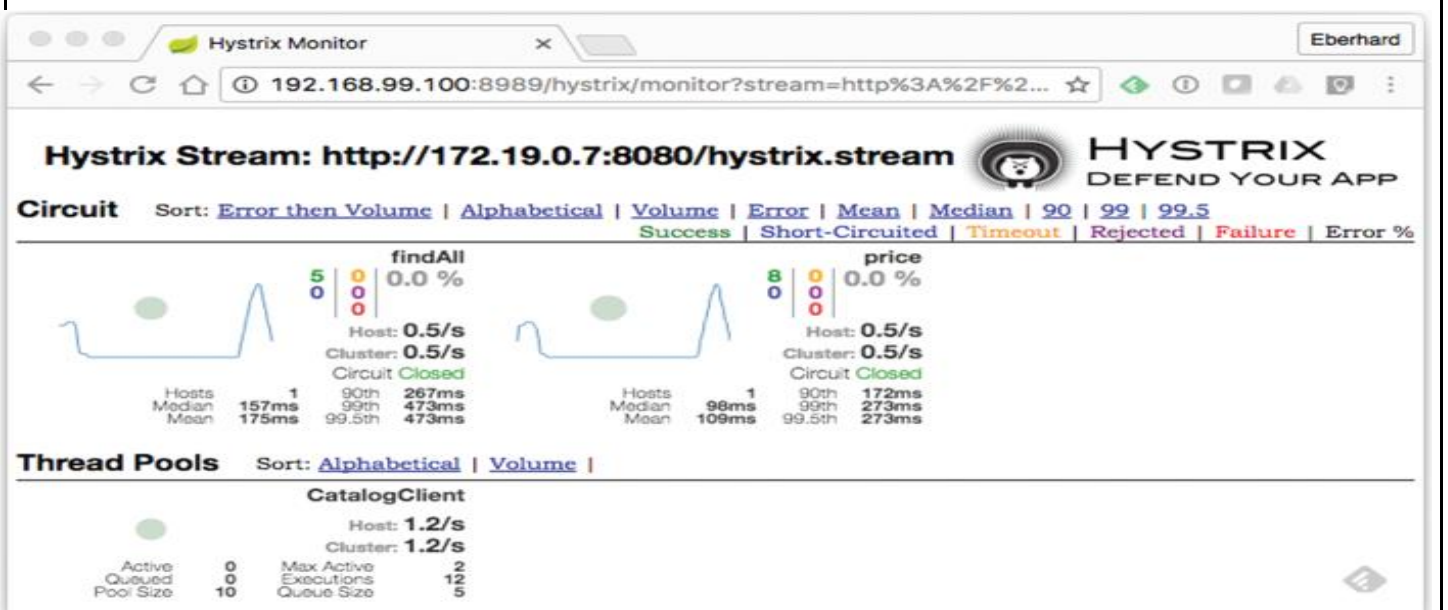 Hystrix Monitor
Eberhard
192.168.99.100:8989/hystrix/monitor?stream=http%3A%2F%2...
Hystrix Stream: http://172.19.0.7:8080/hystrix.stream
HYSTRIX
DEFEND YOUR APP
Circuit Sort: Error then Volume | Alphabetical | Volume | Error | Mean | Median | 90 | 99 | 99.5
Success | Short-Circuited | Timeout | Rejected | Failure | Error %
findAll
5 | 0 | 0.0 %
0 | 0
0
Host: 0.5/s
Cluster: 0.5/s
Circuit Closed
Hosts 1 90th 267ms
Median 157ms 99th 473ms
Mean 175ms 99.5th 473ms
price
8 | 0 | 0.0 %
0 | 0
0
Host: 0.5/s
Cluster: 0.5/s
Circuit Closed
Hosts 1 90th 172ms
Median 98ms 99th 273ms
Mean 109ms 99.5th 273ms
Thread Pools Sort: Alphabetical | Volume |
CatalogClient
Host: 1.2/s
Cluster: 1.2/s
Active 0 Max Active 2
Queued 0 Executions 12
Pool Size 10 Queue Size 5